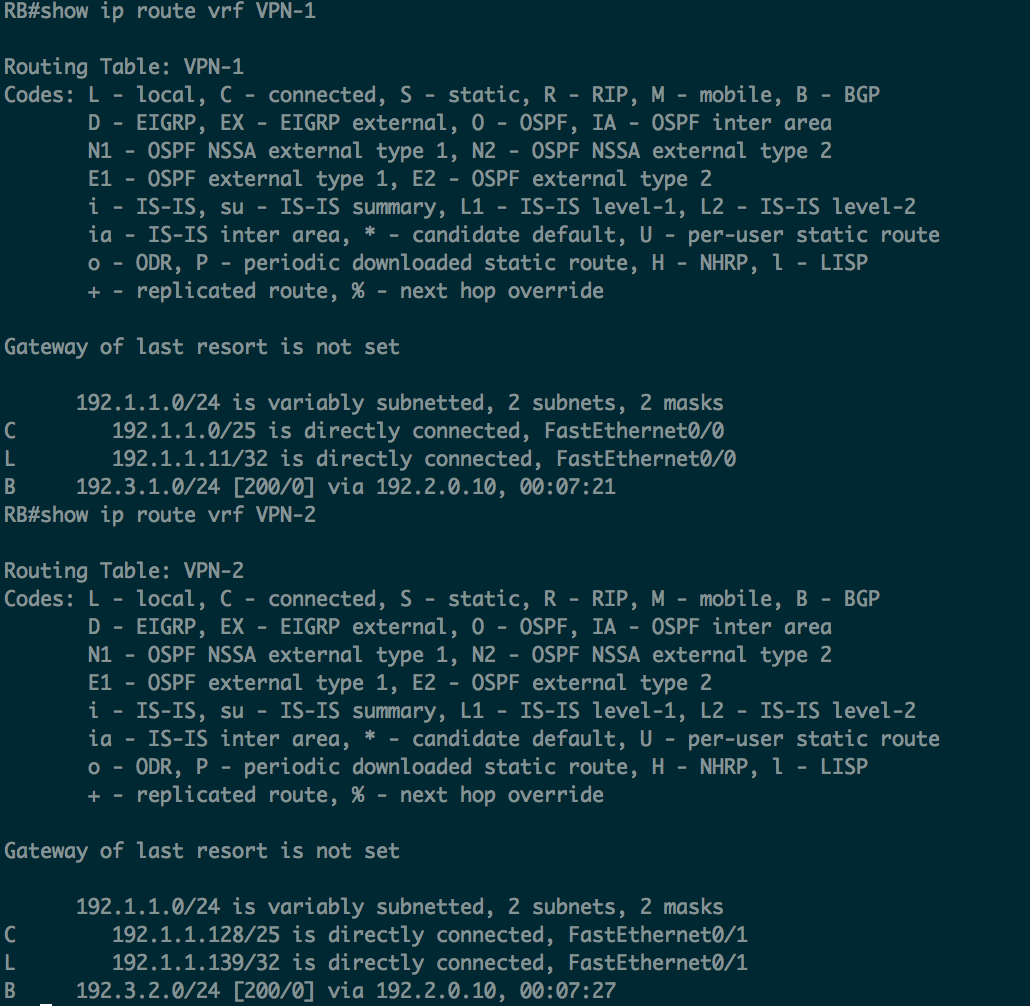 RB#show ip route vrf VPN-1

Routing Table: VPN-1
Codes: L - local, C - connected, S - static, R - RIP, M - mobile, B - BGP
       D - EIGRP, EX - EIGRP external, O - OSPF, IA - OSPF inter area
       N1 - OSPF NSSA external type 1, N2 - OSPF NSSA external type 2
       E1 - OSPF external type 1, E2 - OSPF external type 2
       i - IS-IS, su - IS-IS summary, L1 - IS-IS level-1, L2 - IS-IS level-2
       ia - IS-IS inter area, * - candidate default, U - per-user static route
       o - ODR, P - periodic downloaded static route, H - NHRP, l - LISP
       + - replicated route, % - next hop override

Gateway of last resort is not set

      192.1.1.0/24 is variably subnetted, 2 subnets, 2 masks
C        192.1.1.0/25 is directly connected, FastEthernet0/0
L        192.1.1.11/32 is directly connected, FastEthernet0/0
B     192.3.1.0/24 [200/0] via 192.2.0.10, 00:07:21
RB#show ip route vrf VPN-2

Routing Table: VPN-2
Codes: L - local, C - connected, S - static, R - RIP, M - mobile, B - BGP
       D - EIGRP, EX - EIGRP external, O - OSPF, IA - OSPF inter area
       N1 - OSPF NSSA external type 1, N2 - OSPF NSSA external type 2
       E1 - OSPF external type 1, E2 - OSPF external type 2
       i - IS-IS, su - IS-IS summary, L1 - IS-IS level-1, L2 - IS-IS level-2
       ia - IS-IS inter area, * - candidate default, U - per-user static route
       o - ODR, P - periodic downloaded static route, H - NHRP, l - LISP
       + - replicated route, % - next hop override

Gateway of last resort is not set

      192.1.1.0/24 is variably subnetted, 2 subnets, 2 masks
C        192.1.1.128/25 is directly connected, FastEthernet0/1
L        192.1.1.139/32 is directly connected, FastEthernet0/1
B     192.3.2.0/24 [200/0] via 192.2.0.10, 00:07:27